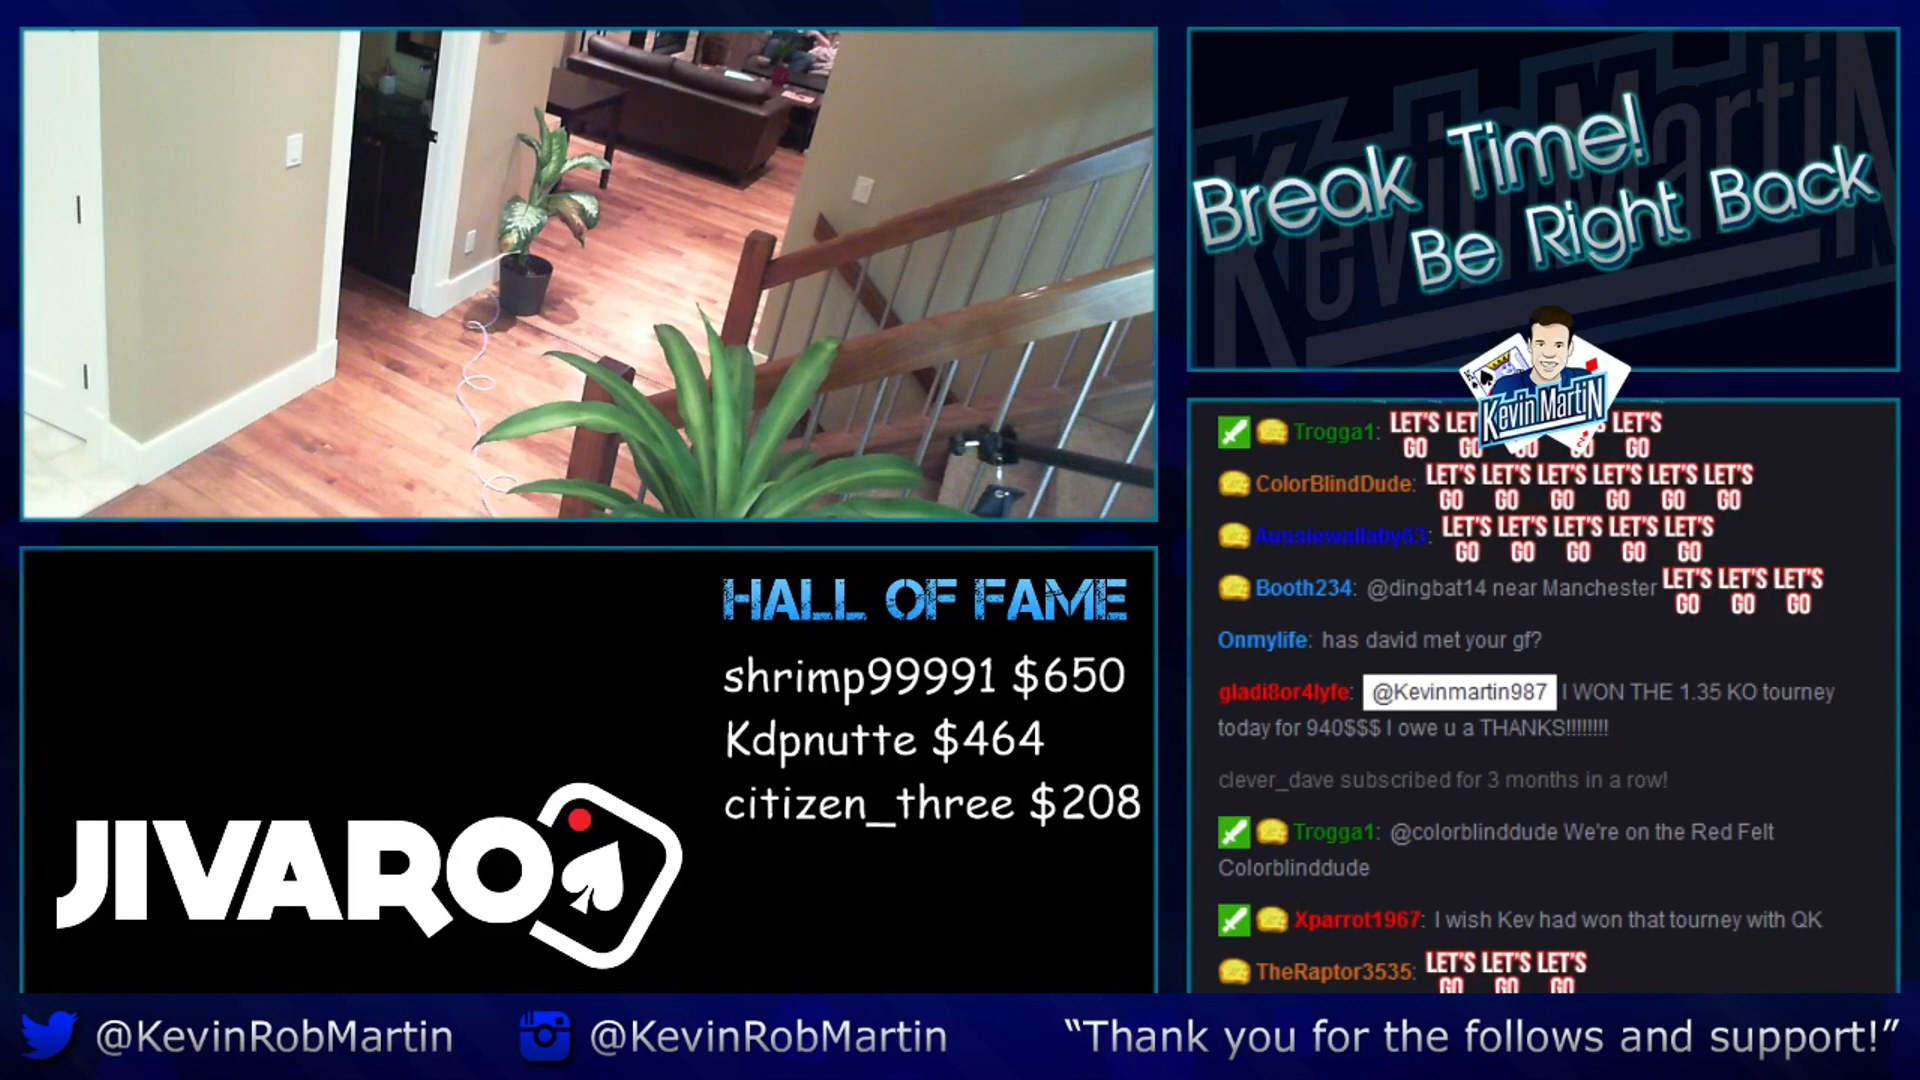 Break Time!
Be Right Back
Kevin Martin
Trogga1: LET'S GO LET'S GO LET'S GO
ColorBlindDude: LET'S GO LET'S GO LET'S GO LET'S GO LET'S GO LET'S GO
Aussiewallaby63: LET'S GO LET'S GO LET'S GO LET'S GO LET'S GO
Booth234: @dingbat14 near Manchester LET'S GO LET'S GO LET'S GO
Onmylife: has david met your gf?
gladi8or4lyfe: @Kevinmartin987 I WON THE 1.35 KO tourney
today for 940$$$ I owe u a THANKS!!!!!!!!
clever_dave subscribed for 3 months in a row!
Trogga1: @colorblinddude We're on the Red Felt
Colorblinddude
Xparrot1967: I wish Kev had won that tourney with QK
TheRaptor3535: LET'S GO LET'S GO LET'S GO
HALL OF FAME
shrimp99991 $650
Kdpnutte $464
citizen_three $208
JIVARO
@KevinRobMartin
@KevinRobMartin
“Thank you for the follows and support!”